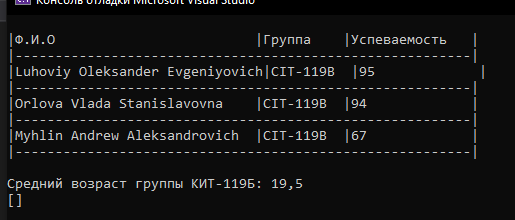 Консоль отладки Microsoft Visual Studio
|Ф.И.О                         |Группа     |Успеваемость   |
|----------------------------------------------------------|
|Luhoviy Oleksander Evgeniyovich|CIT-119B  |95             |
|----------------------------------------------------------|
|Orlova Vlada Stanislavovna    |CIT-119B  |94              |
|----------------------------------------------------------|
|Myhlin Andrew Aleksandrovich  |CIT-119B  |67              |
|----------------------------------------------------------|
Средний возраст группы КИТ-119Б: 19,5
[]